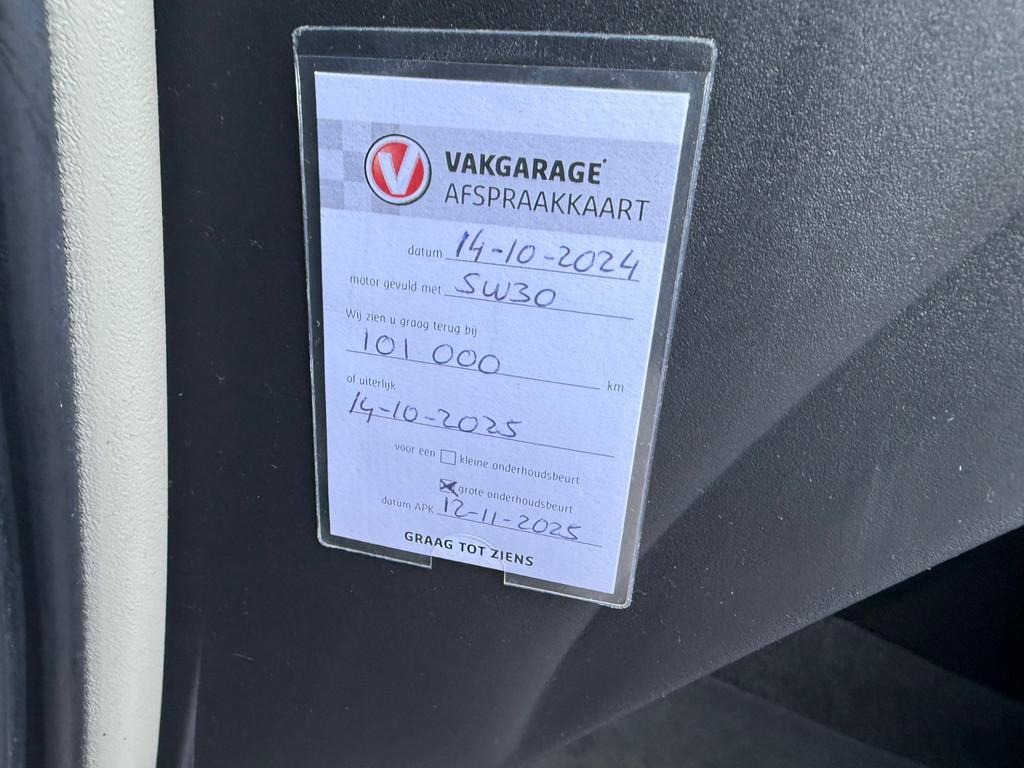 V VAKGARAGE
AFSPRAAKKAART
datum 14-10-2024
motor gevuld met 5W30
Wij zien u graag terug bij
101 000 km
of uiterlijk
14-10-2025
voor een kleine onderhoudsbeurt
grote onderhoudsbeurt
datum APK 12-11-2025
GRAAG TOT ZIENS